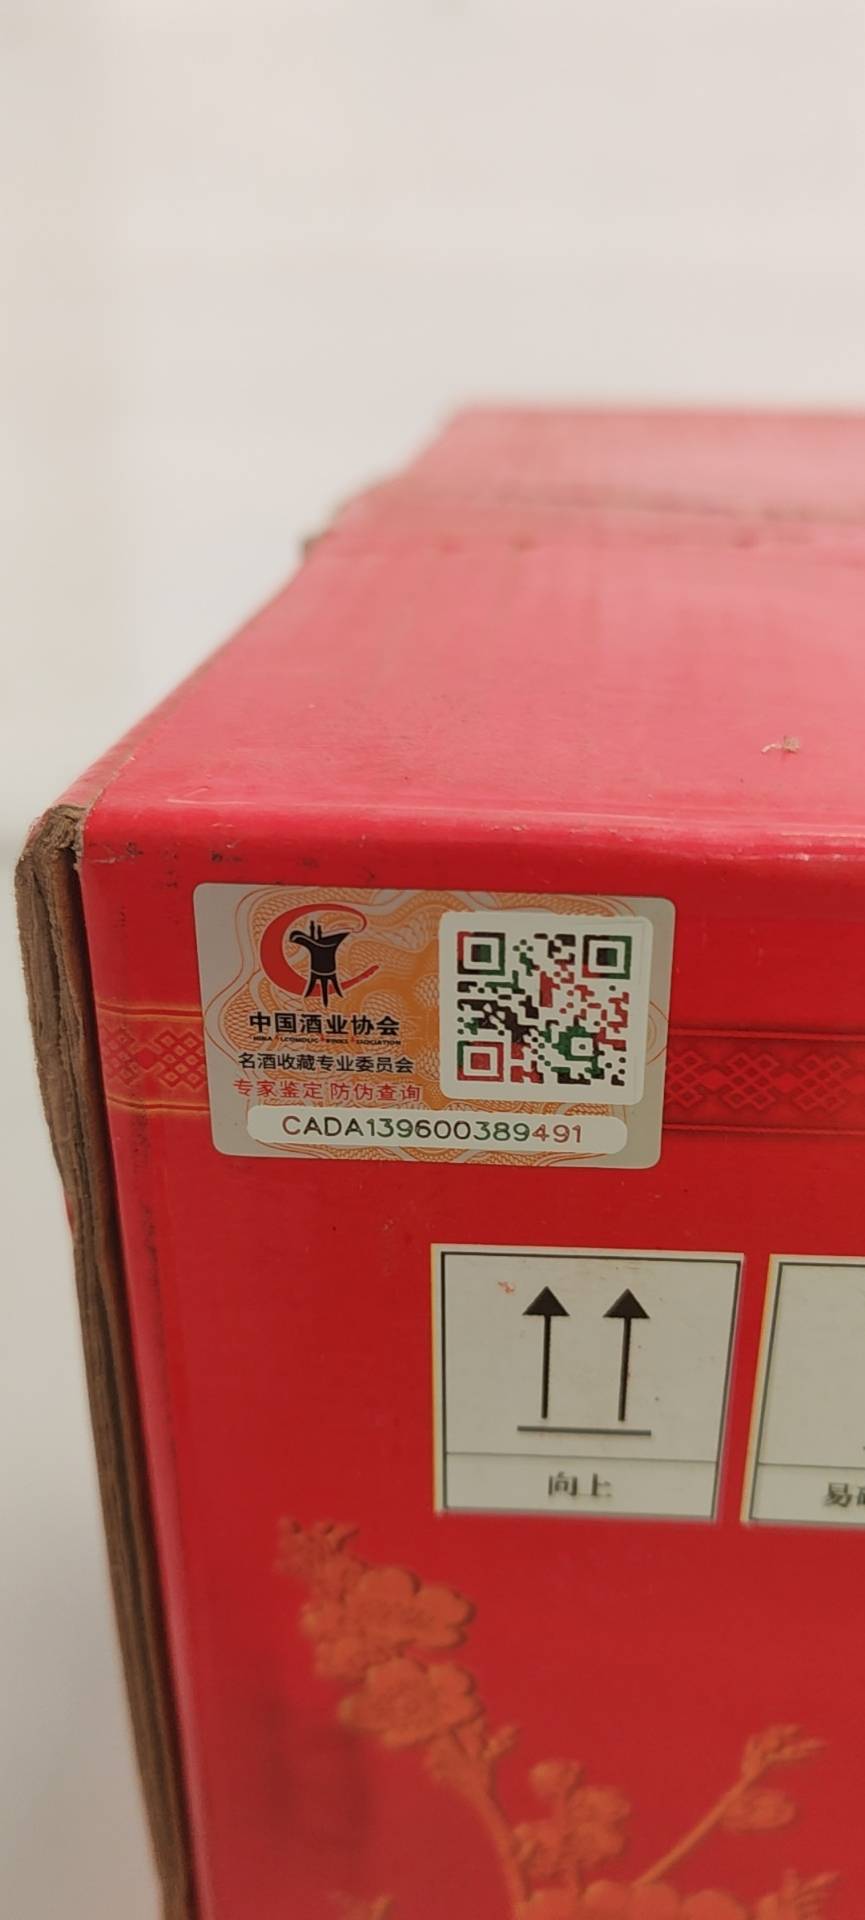 中国酒业协会
名酒收藏专业委员会
专家鉴定 防伪查询
CADA139600389491
向上